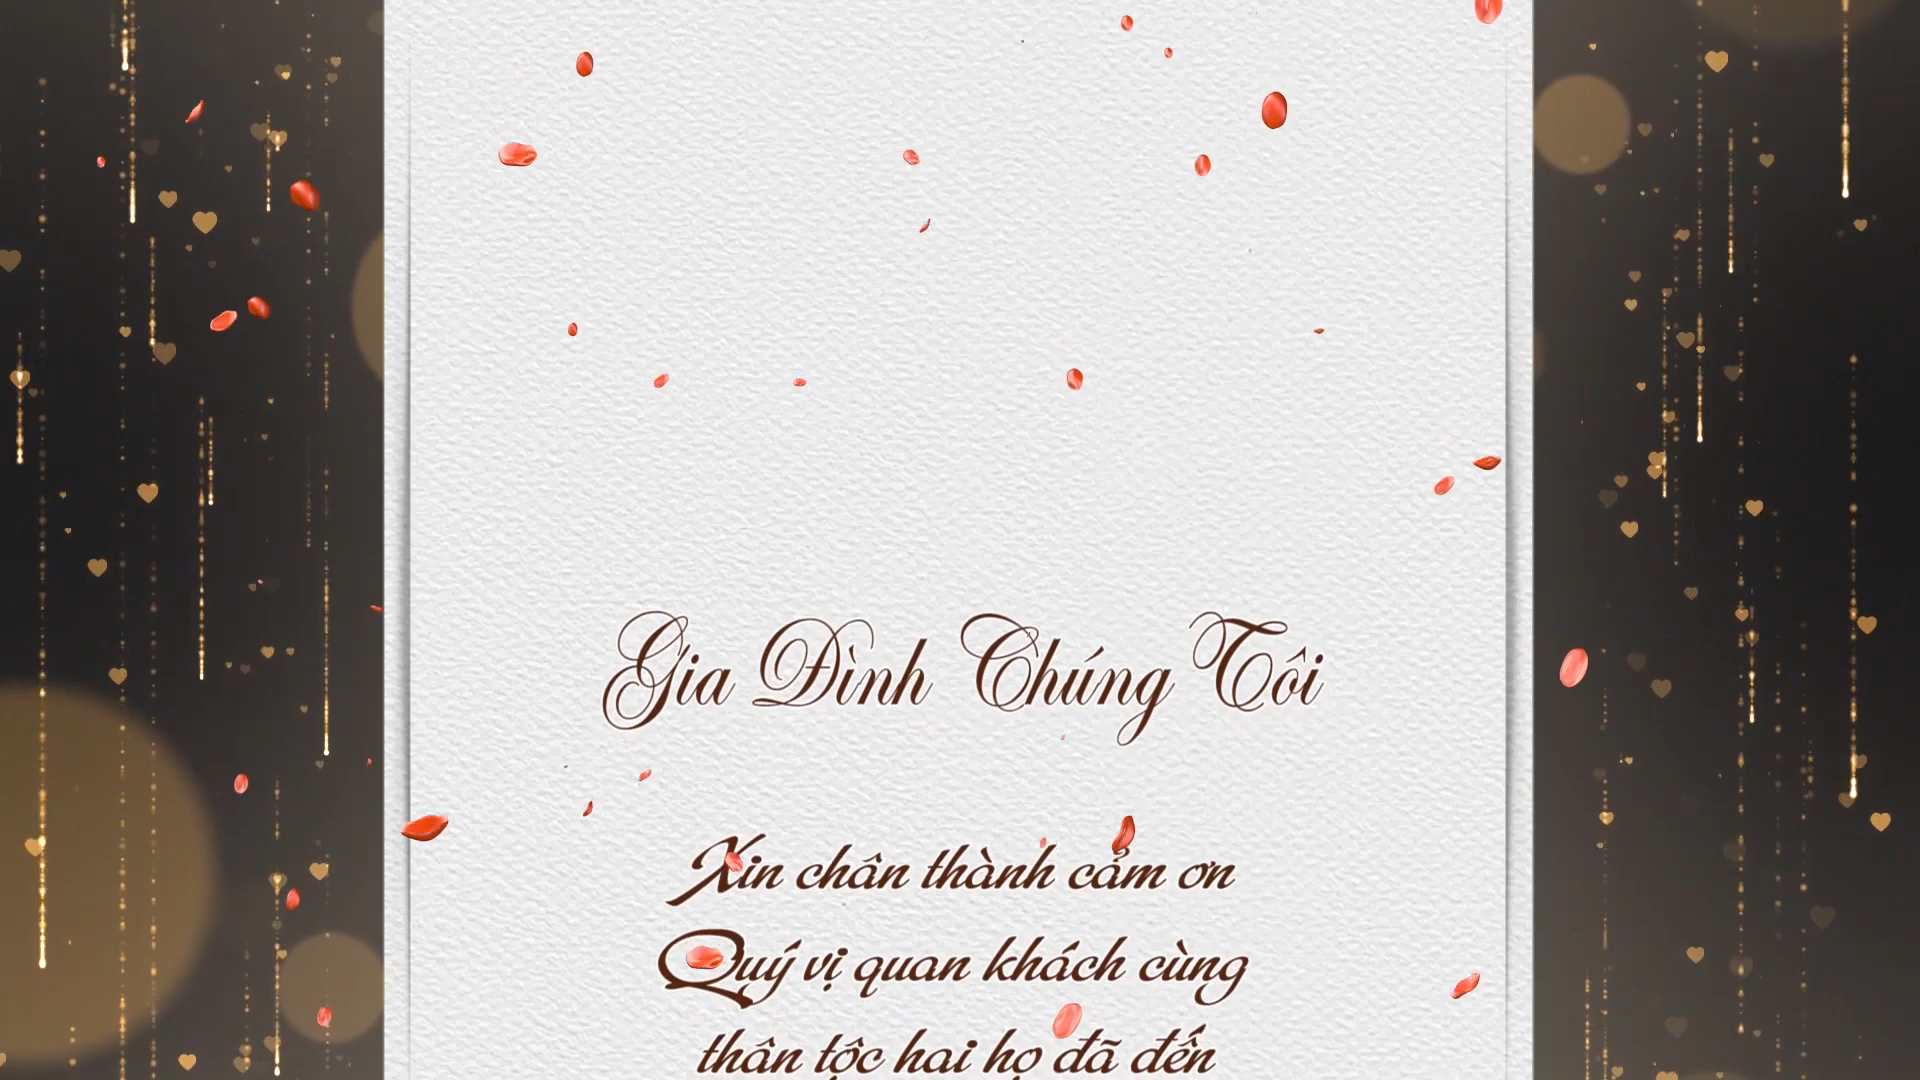 Gia Đình Chúng Tôi
Xin chân thành cảm ơn
Quý vị quan khách cùng
thân tộc hai họ đã đến